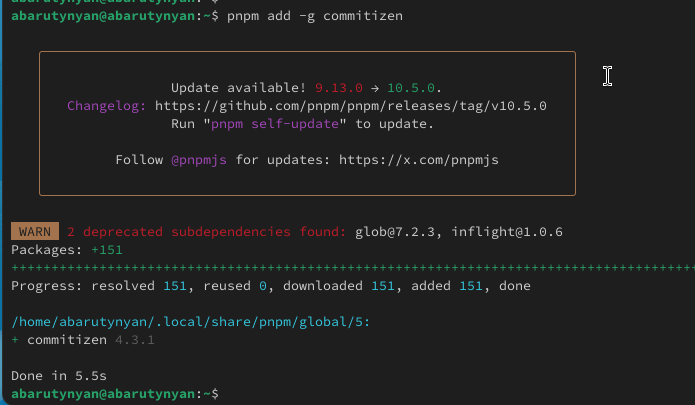 abarutynyan@abarutynyan:~$ pnpm add -g commitizen
Update available! 9.13.0 → 10.5.0.
Changelog: https://github.com/pnpm/pnpm/releases/tag/v10.5.0
Run "pnpm self-update" to update.
Follow @pnpmjs for updates: https://x.com/pnpmjs
WARN 2 deprecated subdependencies found: glob@7.2.3, inflight@1.0.6
Packages: +151
++++++++++++++++++++++++++++++++++++++++++++++++++++++++++++++++++++++++++++++++++++++
Progress: resolved 151, reused 0, downloaded 151, added 151, done
/home/abarutynyan/.local/share/pnpm/global/5:
+ commitizen 4.3.1
Done in 5.5s
abarutynyan@abarutynyan:~$